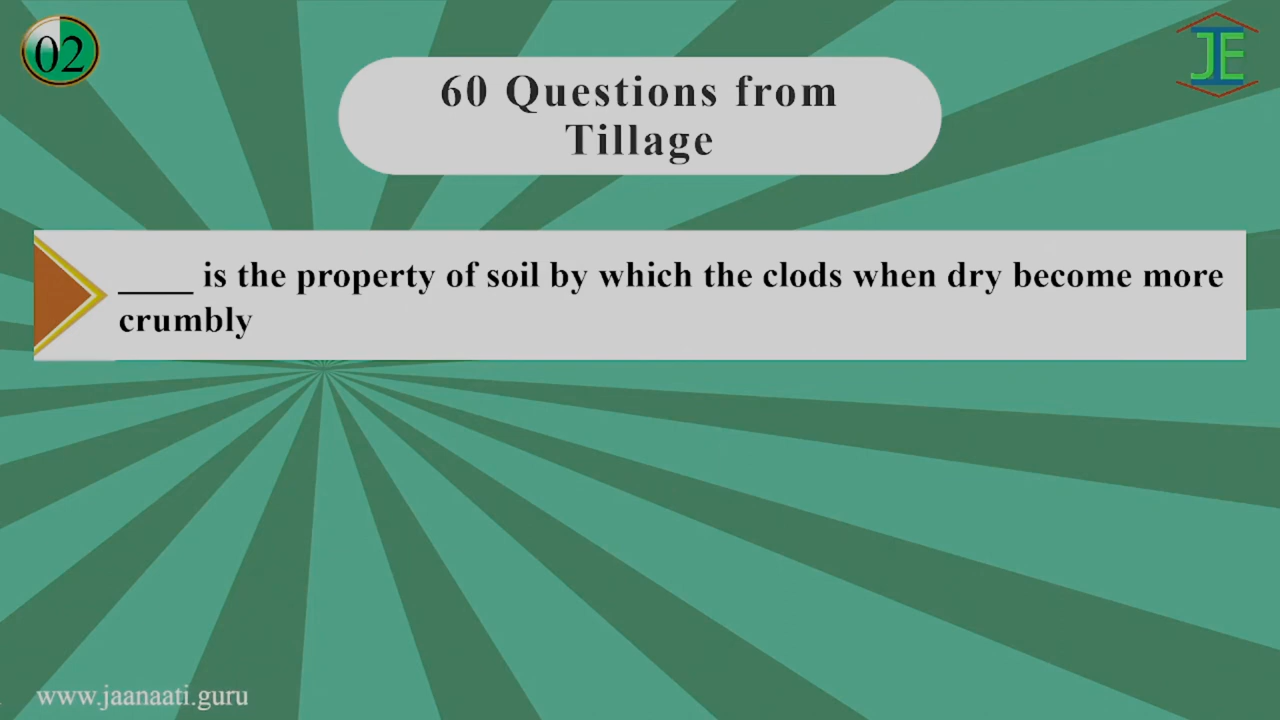 02
JE
60 Questions from
Tillage
_____ is the property of soil by which the clods when dry become more
crumbly
www.jaanaati.guru